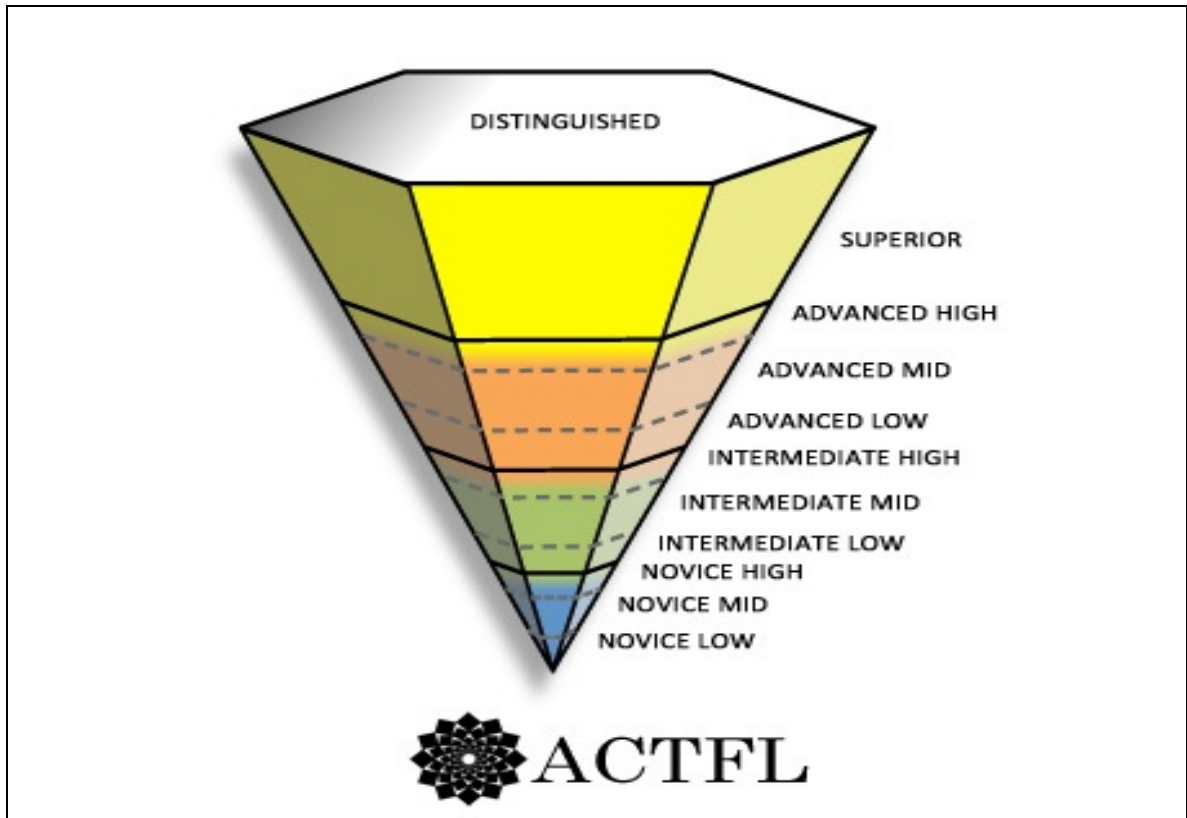 DISTINGUISHED
SUPERIOR
ADVANCED HIGH
ADVANCED MID
ADVANCED LOW
INTERMEDIATE HIGH
INTERMEDIATE MID
INTERMEDIATE LOW
NOVICE HIGH
NOVICE MID
NOVICE LOW
ACTFL